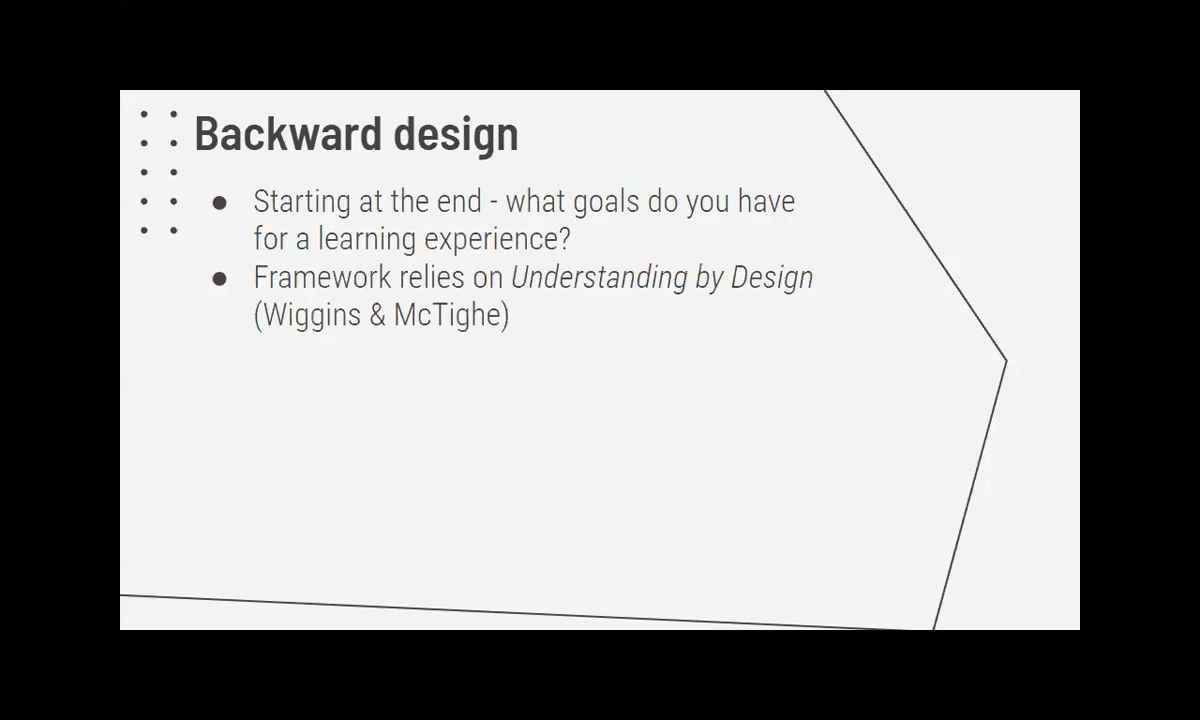 Backward design
● Starting at the end - what goals do you have
for a learning experience?
● Framework relies on Understanding by Design
(Wiggins & McTighe)